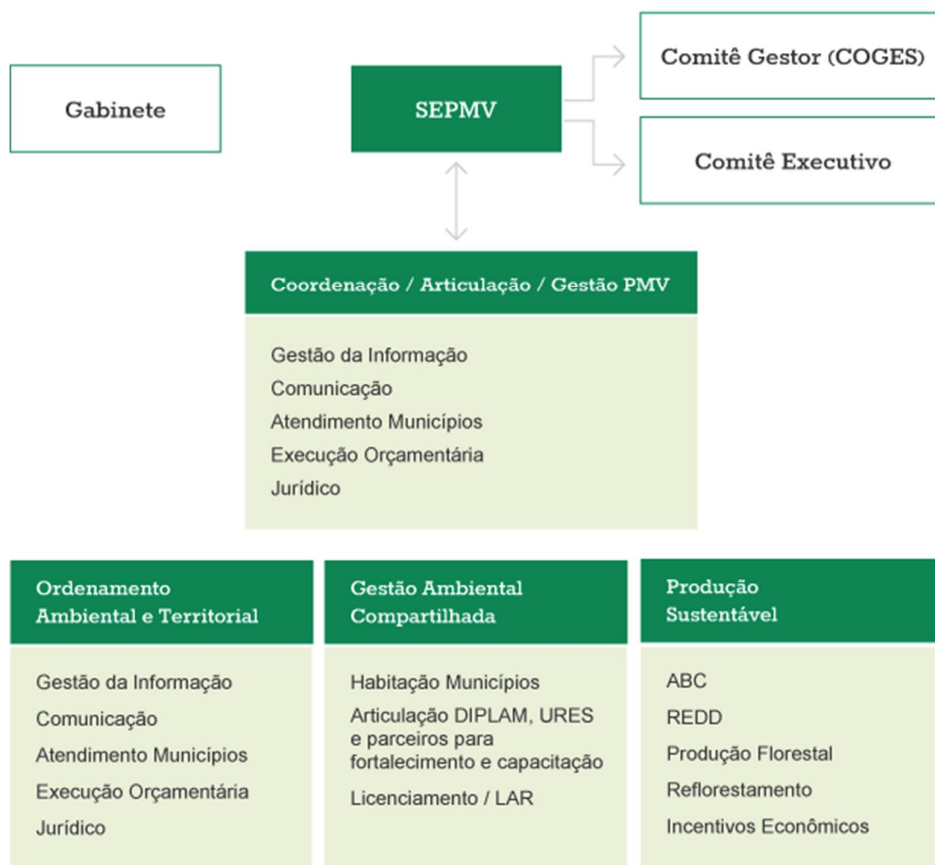 Gabinete
SEPMV
Comitê Gestor (COGES)
Comitê Executivo
Coordenação / Articulação / Gestão PMV
Gestão da Informação
Comunicação
Atendimento Municípios
Execução Orçamentária
Jurídico
Ordenamento
Ambiental e Territorial
Gestão da Informação
Comunicação
Atendimento Municípios
Execução Orçamentária
Jurídico
Gestão Ambiental
Compartilhada
Habitação Municípios
Articulação DIPLAM, URES
e parceiros para
fortalecimento e capacitação
Licenciamento / LAR
Produção
Sustentável
ABC
REDD
Produção Florestal
Reflorestamento
Incentivos Econômicos